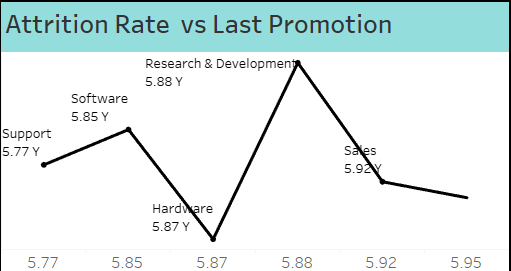 Attrition Rate vs Last Promotion
Research & Development
5.88 Y
Software
5.85 Y
Support
5.77 Y
Sales
5.92 Y
Hardware
5.87 Y
5.77 5.85 5.87 5.88 5.92 5.95